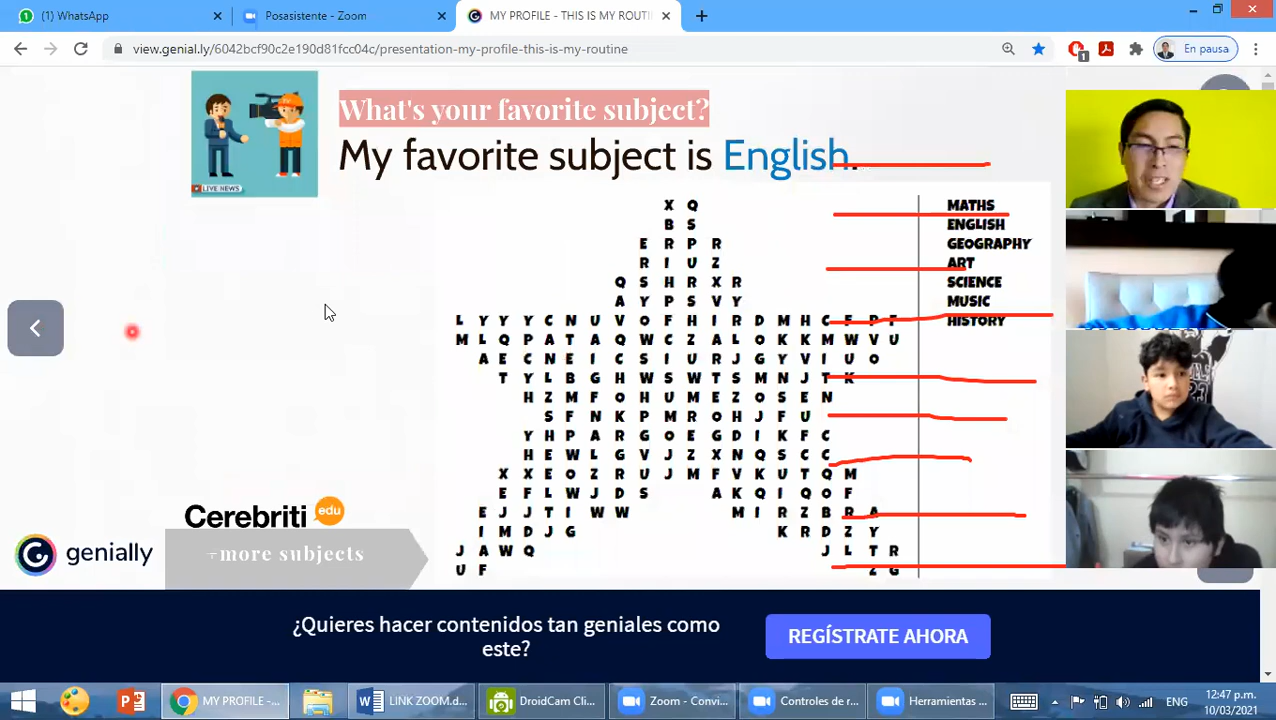 (1) WhatsApp
Posasistente - Zoom
MY PROFILE - THIS IS MY ROUTIN
view.genial.ly/6042bcf90c2e190d81fcc04c/presentation-my-profile-this-is-my-routine
1
En pausa
LIVE NEWS
What's your favorite subject?
My favorite subject is English.
X Q
B S
E R P R
R I U Z
Q S H R X R
A Y P S V Y
L Y Y Y C N U V O F H I R D M H C F P F
M L Q P A T A Q W C Z A L O K K M W V U
A E C N E I C S I U R J G Y V I U O
T Y L B G H W S W T S M N J T K
H Z M F O H U M E Z O S E N
S F N K P M R O H J F U
Y H P A R G O E G D I K F C
H E W L G V J Z X N Q S C C
X X E O Z R U J M F V K U T Q M
E F L W J D S A K Q I Q O F
E J J T I W W M I R Z B R A
I M D J G K R D Z Y
J A W Q J L T R
U F Z G
MATHS
ENGLISH
GEOGRAPHY
ART
SCIENCE
MUSIC
HISTORY
Cerebriti edu
genially
+more subjects
¿Quieres hacer contenidos tan geniales como
este?
REGÍSTRATE AHORA
MY PROFILE -...
LINK ZOOM.d...
DroidCam Cli...
Zoom - Convi...
Controles de r...
Herramientas ...
ENG
12:47 p.m.
10/03/2021